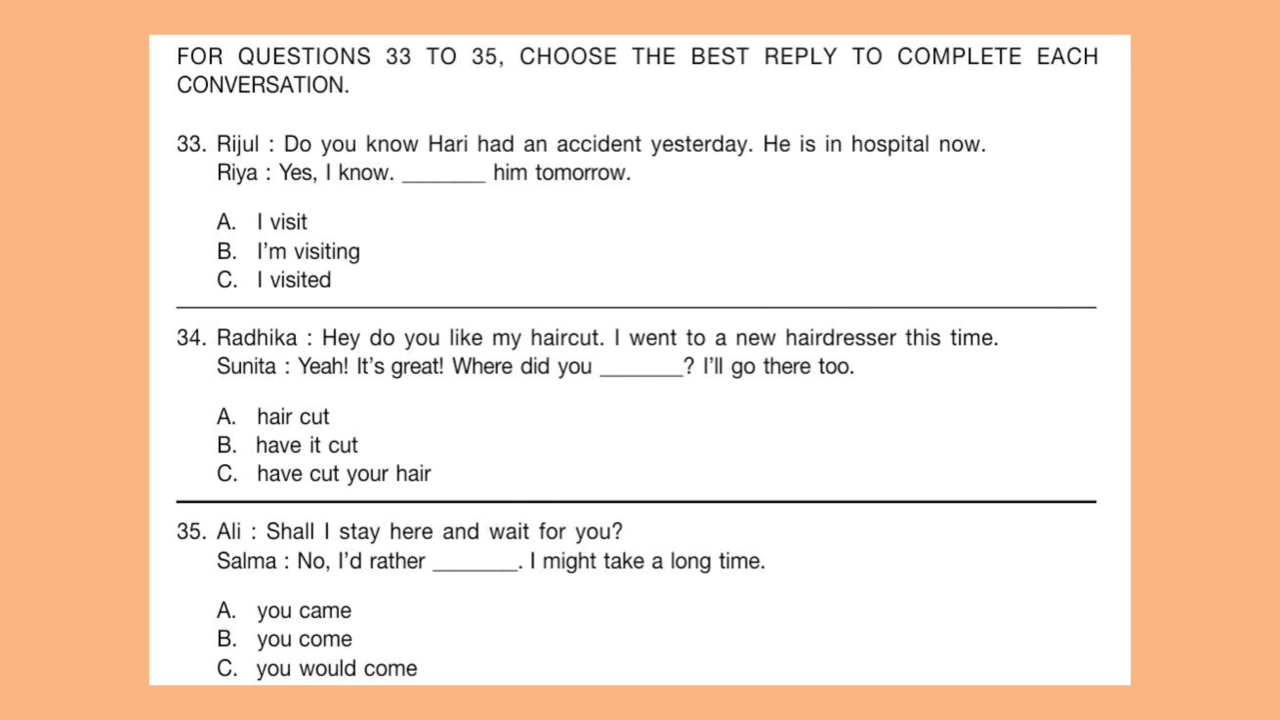 FOR QUESTIONS 33 TO 35, CHOOSE THE BEST REPLY TO COMPLETE EACH
CONVERSATION.
33. Rijul : Do you know Hari had an accident yesterday. He is in hospital now.
Riya : Yes, I know. _______ him tomorrow.
A. I visit
B. I'm visiting
C. I visited
34. Radhika : Hey do you like my haircut. I went to a new hairdresser this time.
Sunita : Yeah! It's great! Where did you _______? I'll go there too.
A. hair cut
B. have it cut
C. have cut your hair
35. Ali : Shall I stay here and wait for you?
Salma : No, I'd rather _______. I might take a long time.
A. you came
B. you come
C. you would come